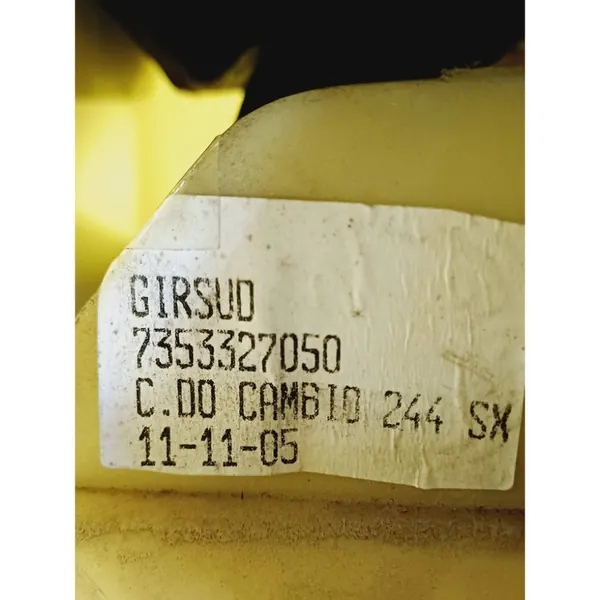 GIRSUD
7353327050
C.DO CAMBIO 244 SX
11-11-05